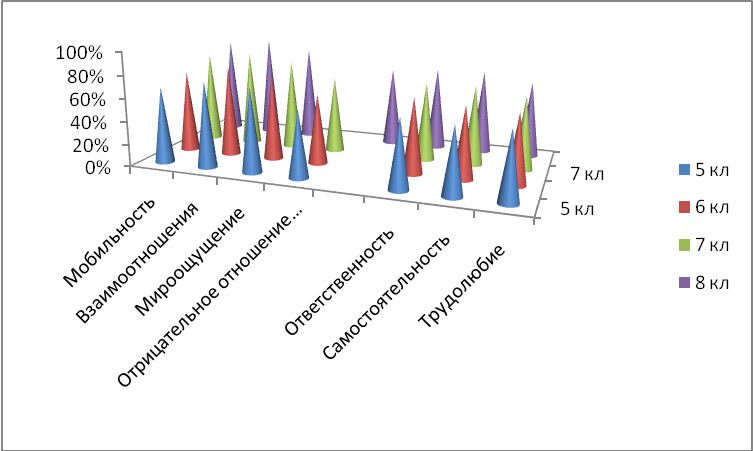 100%
80%
60%
40%
20%
0%
Мобильность
Взаимоотношения
Мироощущение
Отрицательное отношение...
Ответственность
Самостоятельность
Трудолюбие
7 кл
5 кл
5 кл
6 кл
7 кл
8 кл